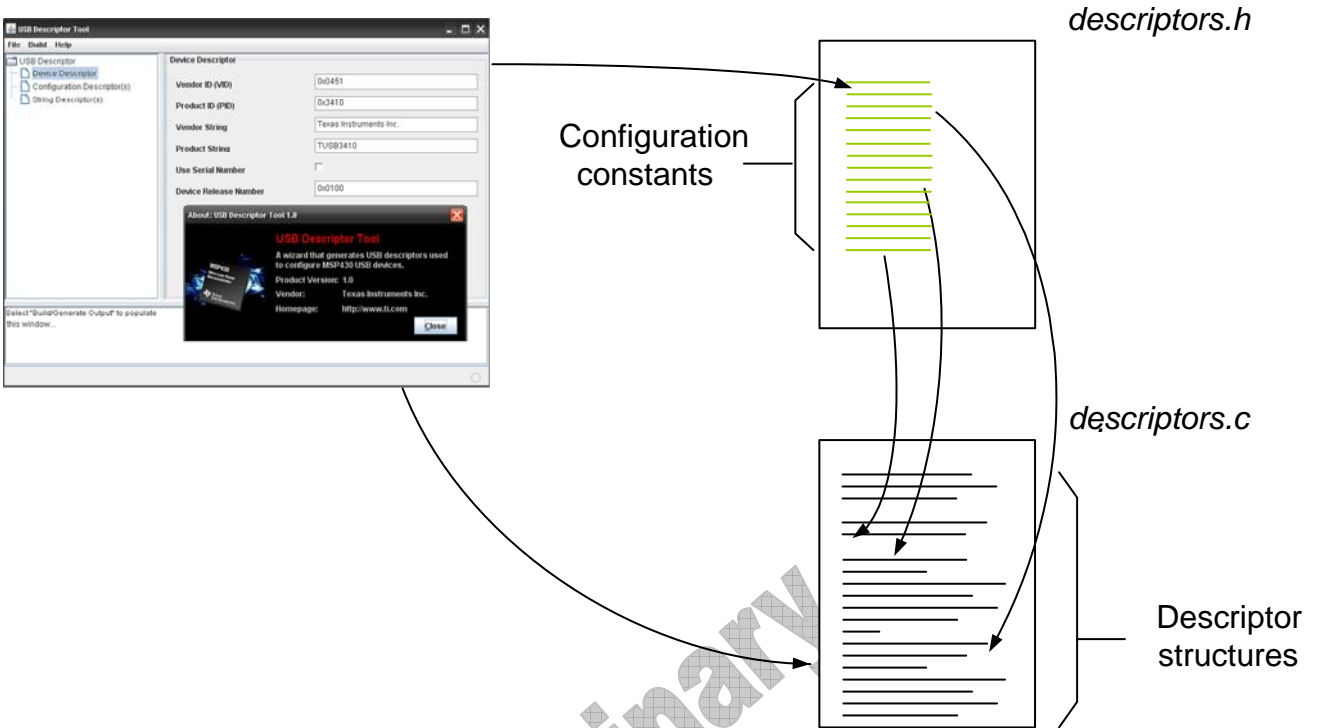 descriptors.h
USB Descriptor Tool
File Build Help
USB Descriptor
Device Descriptor
Configuration Descriptor(s)
String Descriptor(s)
Device Descriptor
Vendor ID (VID) 0x0451
Product ID (PID) 0x3410
Vendor String Texas Instruments Inc.
Product String TUSB3410
Use Serial Number
Device Release Number 0x0100
About: USB Descriptor Tool 1.0
USB Descriptor Tool
A wizard that generates USB descriptors used
to configure MSP430 USB devices.
Product Version: 1.0
Vendor: Texas Instruments Inc.
Homepage: http://www.ti.com
Close
MSP430
Select "Build/Generate Output" to populate
this window...
Configuration
constants
descriptors.c
Descriptor
structures
inary